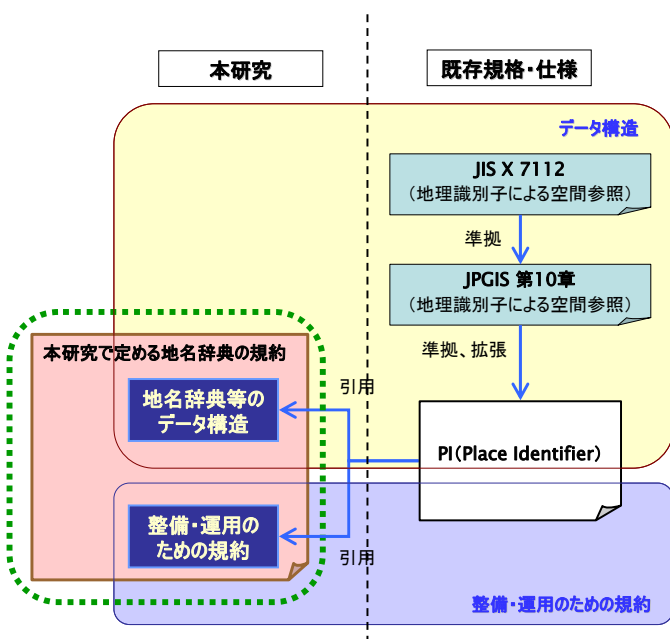 本研究
既存規格・仕様
データ構造
JIS X 7112
（地理識別子による空間参照）
準拠
JPGIS 第10章
（地理識別子による空間参照）
準拠、拡張
本研究で定める地名辞典の規約
地名辞典等の
データ構造
引用
PI（Place Identifier）
整備・運用の
ための規約
引用
整備・運用のための規約